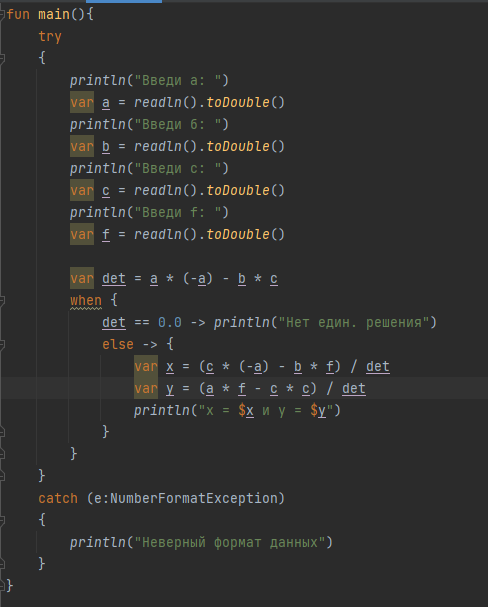 fun main(){
    try
    {
        println("Введи a: ")
        var a = readln().toDouble()
        println("Введи б: ")
        var b = readln().toDouble()
        println("Введи c: ")
        var c = readln().toDouble()
        println("Введи f: ")
        var f = readln().toDouble()

        var det = a * (-a) - b * c
        when {
            det == 0.0 -> println("Нет един. решения")
            else -> {
                var x = (c * (-a) - b * f) / det
                var y = (a * f - c * c) / det
                println("x = $x и y = $y")
            }
        }
    }
    catch (e:NumberFormatException)
    {
        println("Неверный формат данных")
    }
}